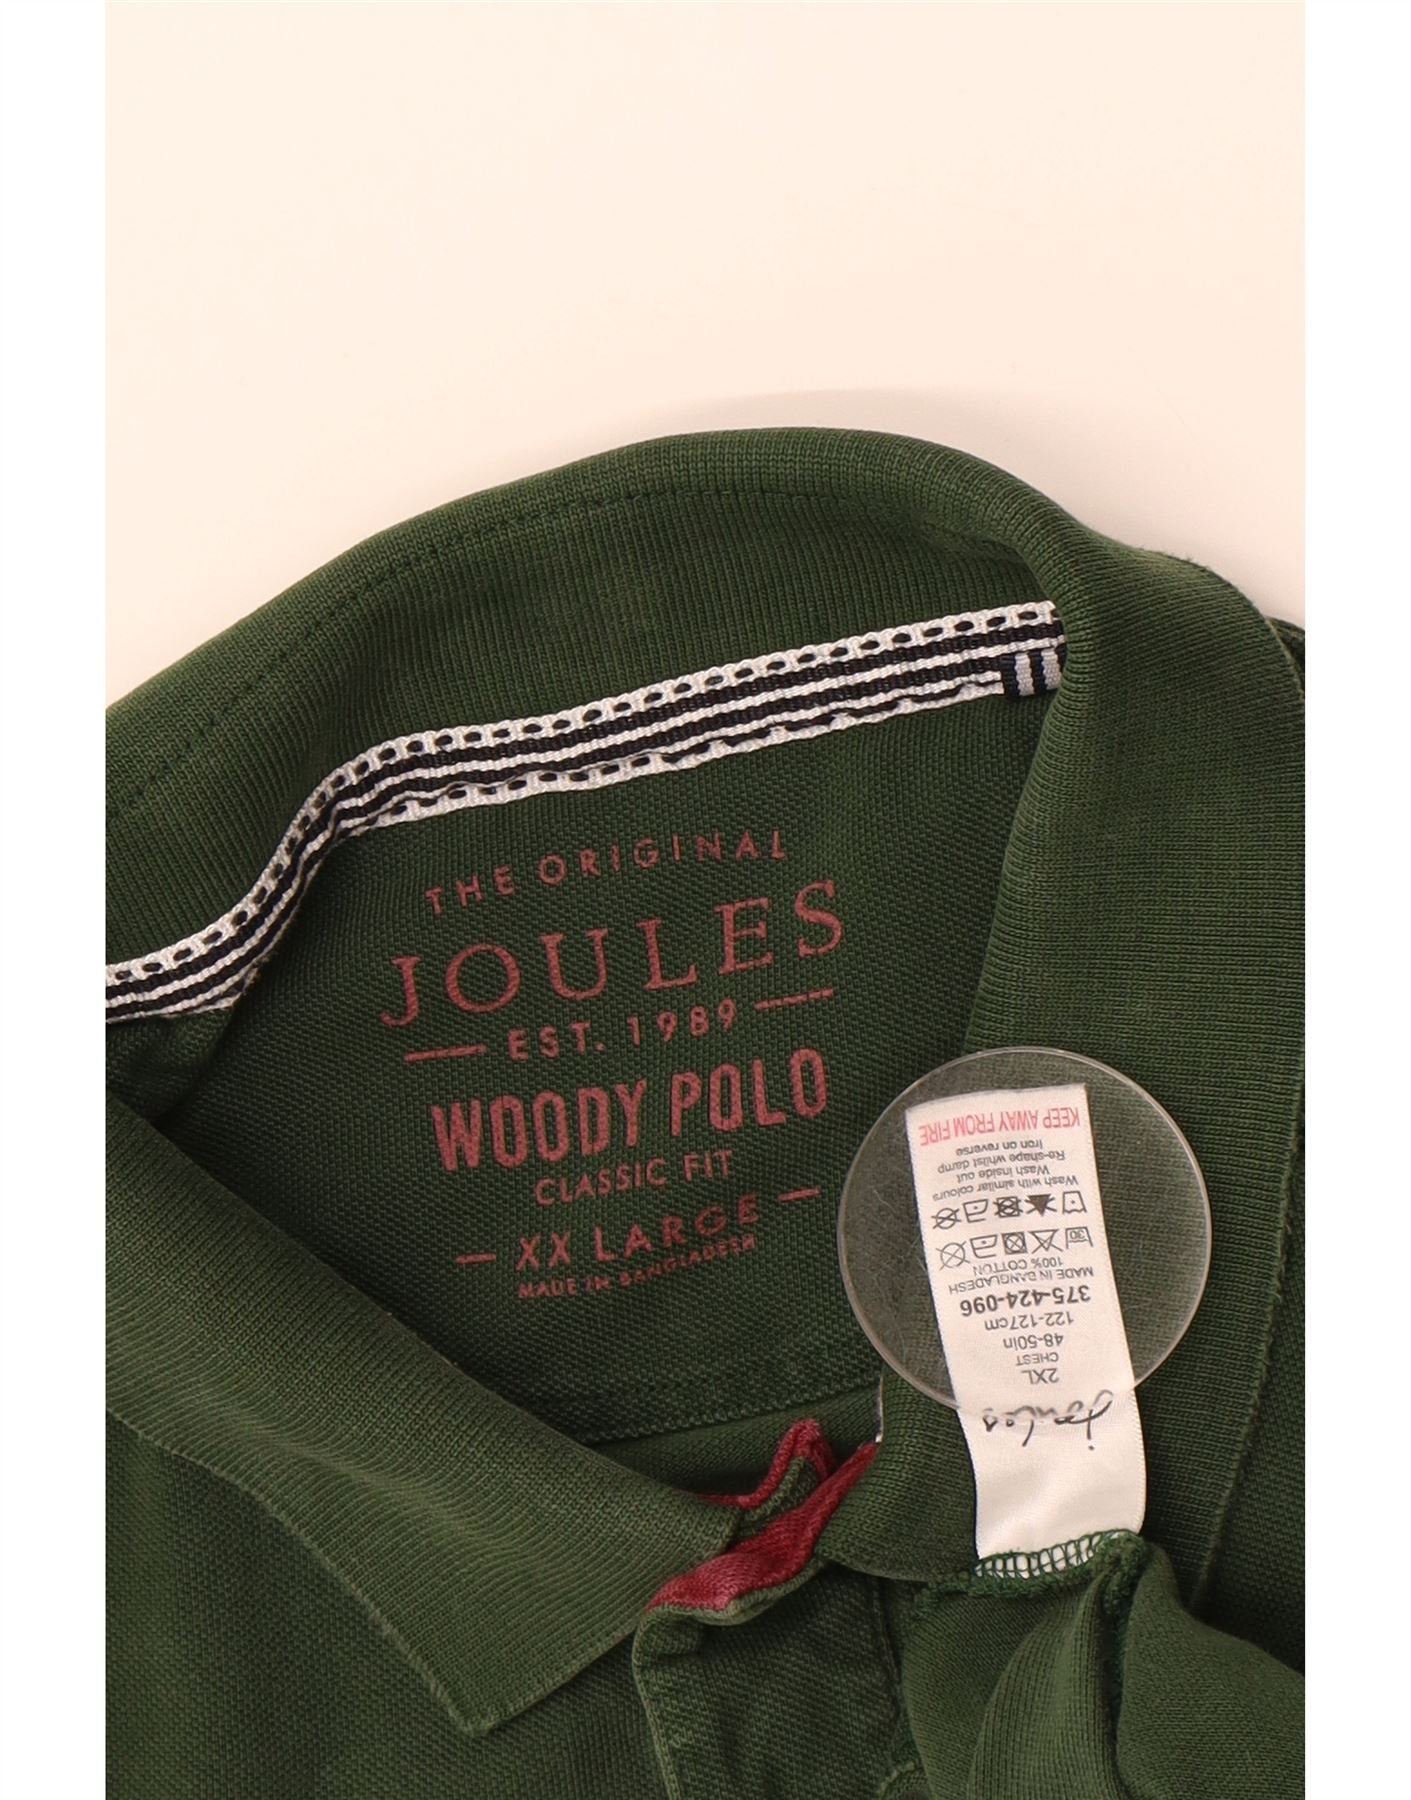 THE ORIGINAL
JOULES
EST. 1989
WOODY POLO
CLASSIC FIT
XX LARGE
MADE IN BANGLADESH
Joules
2XL
CHEST
48-50in
122-127cm
375-424-096
MADE IN BANGLADESH
100% COTTON
30
Wash with similar colours
Wash inside out
Re-shape whilst damp
Iron on reverse
KEEP AWAY FROM FIRE